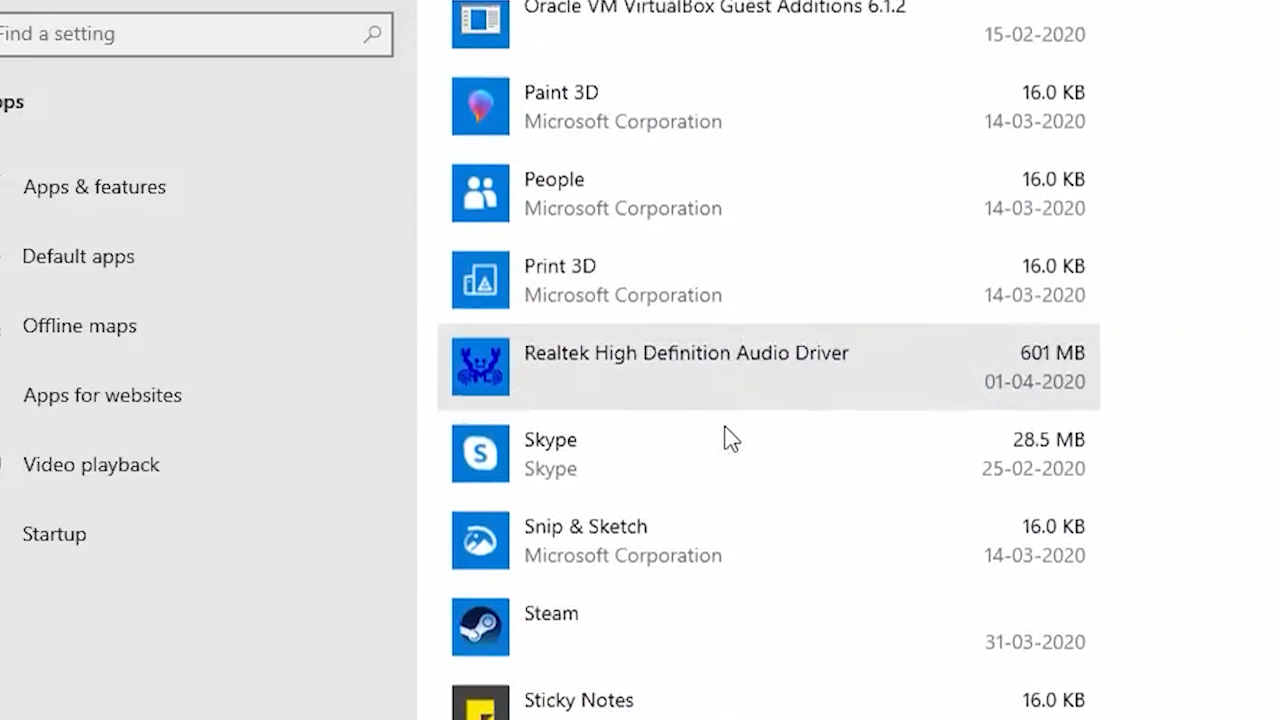 Find a setting
Apps & features
Default apps
Offline maps
Apps for websites
Video playback
Startup
Oracle VM VirtualBox Guest Additions 6.1.2
15-02-2020
Paint 3D 16.0 KB
Microsoft Corporation 14-03-2020
People 16.0 KB
Microsoft Corporation 14-03-2020
Print 3D 16.0 KB
Microsoft Corporation 14-03-2020
Realtek High Definition Audio Driver 601 MB
01-04-2020
Skype 28.5 MB
Skype 25-02-2020
Snip & Sketch 16.0 KB
Microsoft Corporation 14-03-2020
Steam
31-03-2020
Sticky Notes 16.0 KB